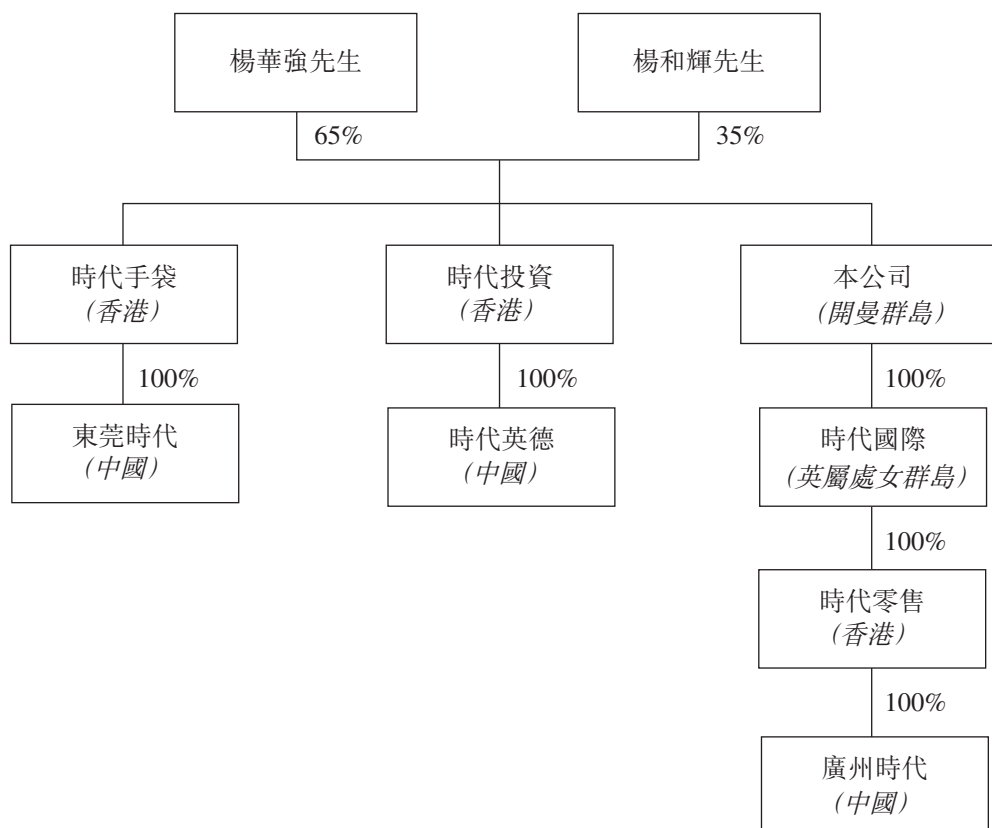 楊華強先生
楊和輝先生
65%
35%
時代手袋
(香港)
時代投資
(香港)
本公司
(開曼群島)
100%
100%
100%
東莞時代
(中國)
時代英德
(中國)
時代國際
(英屬處女群島)
100%
時代零售
(香港)
100%
廣州時代
(中國)